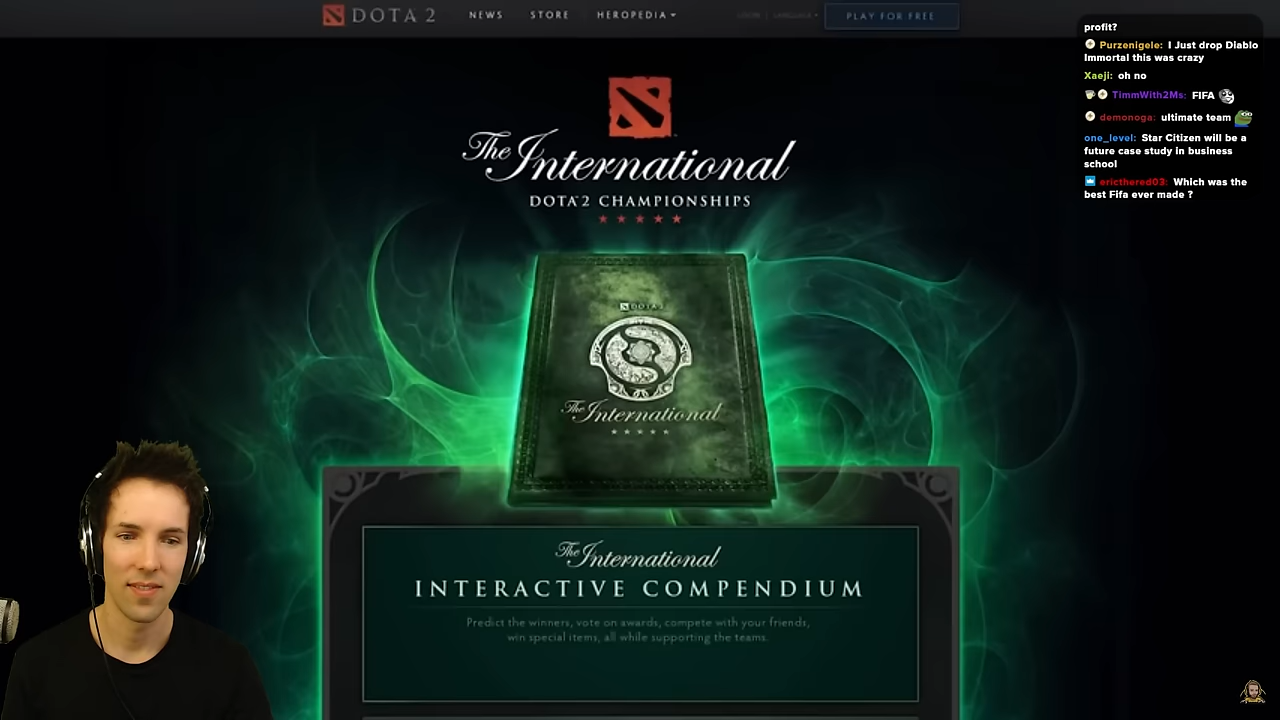 DOTA 2
NEWS
STORE
HEROPEDIA
LOGIN | LANGUAGE
PLAY FOR FREE
The International
DOTA 2 CHAMPIONSHIPS
DOTA 2
The International
The International
INTERACTIVE COMPENDIUM
Predict the winners, vote on awards, compete with your friends,
win special items, all while supporting the teams.
profit?
Purzenigele: I Just drop Diablo
Immortal this was crazy
Xaeji: oh no
TimmWith2Ms: FIFA
demonoga: ultimate team
one_level: Star Citizen will be a
future case study in business
school
ericthered03: Which was the
best Fifa ever made ?